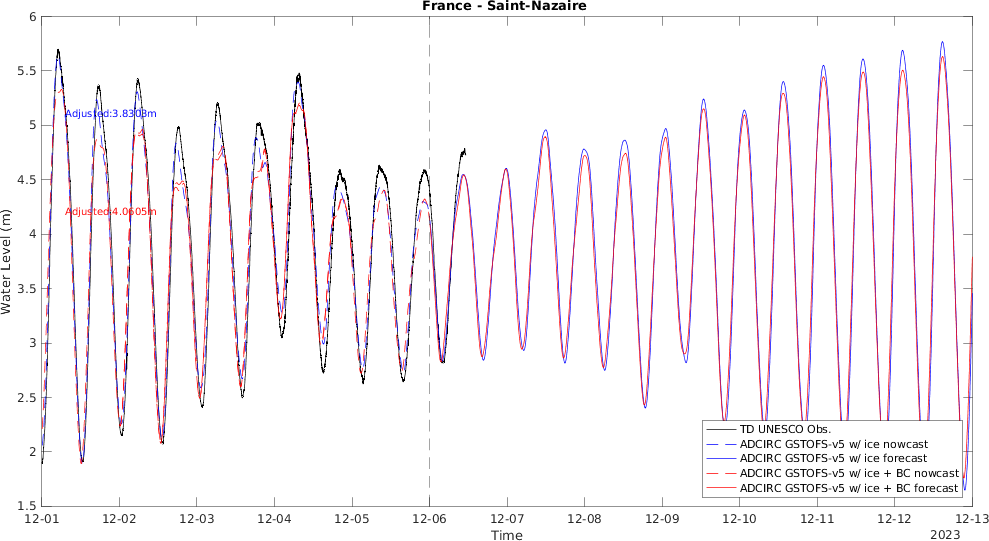 France - Saint-Nazaire
6
5.5
5
4.5
4
3.5
3
2.5
2
1.5
Water Level (m)
Adjusted:3.8303m
Adjusted:4.0605m
TD UNESCO Obs.
ADCIRC GSTOFS-v5 w/ ice nowcast
ADCIRC GSTOFS-v5 w/ ice forecast
ADCIRC GSTOFS-v5 w/ ice + BC nowcast
ADCIRC GSTOFS-v5 w/ ice + BC forecast
12-01 12-02 12-03 12-04 12-05 12-06 12-07 12-08 12-09 12-10 12-11 12-12 12-13
Time
2023